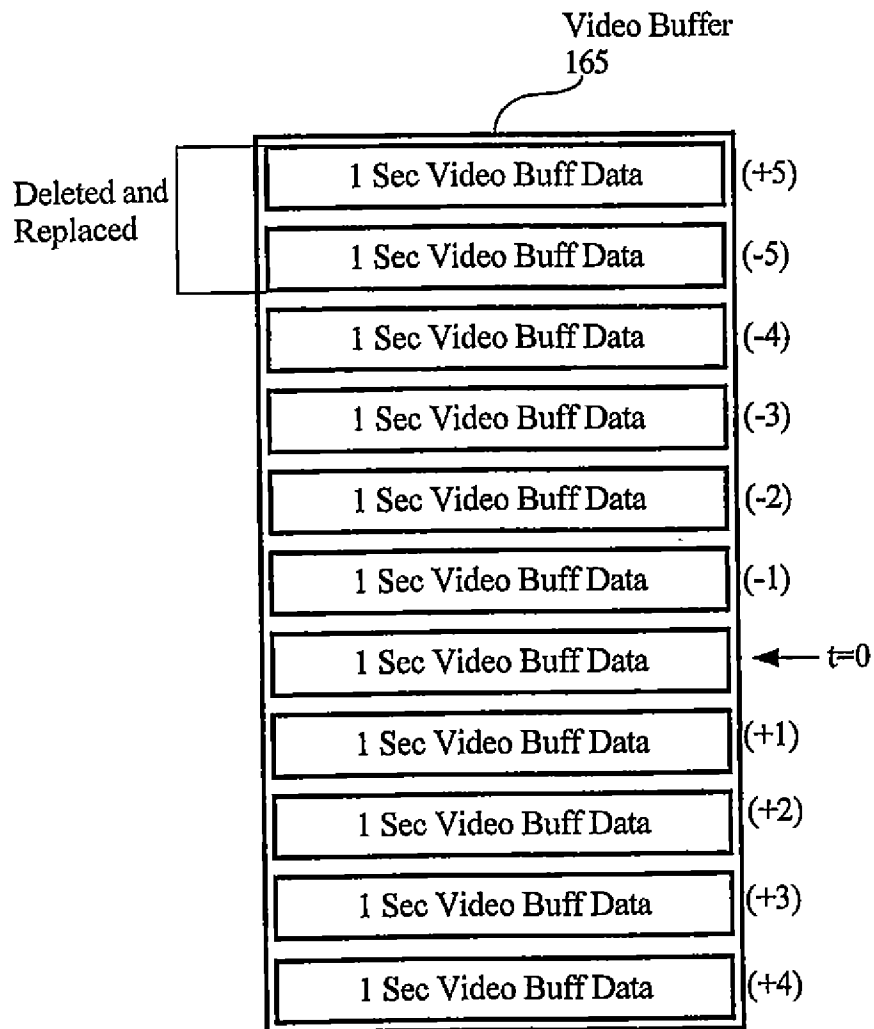 Video Buffer
165
Deleted and
Replaced
1 Sec Video Buff Data (+5)
1 Sec Video Buff Data (-5)
1 Sec Video Buff Data (-4)
1 Sec Video Buff Data (-3)
1 Sec Video Buff Data (-2)
1 Sec Video Buff Data (-1)
1 Sec Video Buff Data t=0
1 Sec Video Buff Data (+1)
1 Sec Video Buff Data (+2)
1 Sec Video Buff Data (+3)
1 Sec Video Buff Data (+4)